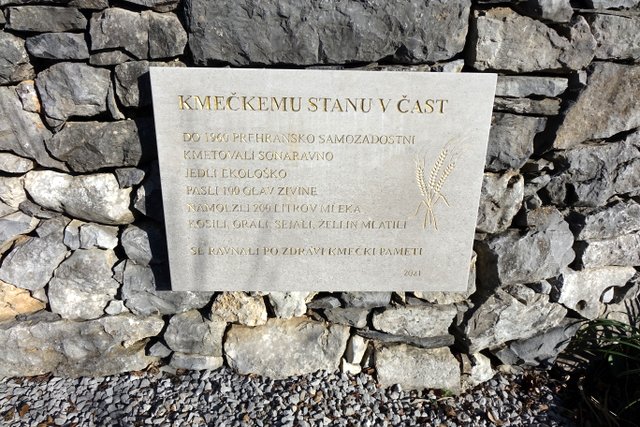 KMEČKEMU STANU V ČAST
DO 1960 PREHRANSKO SAMOZADOSTNI
KMETOVALI SONARAVNO
JEDLI EKOLOŠKO
PASLI 100 GLAV ŽIVINE
NAMOLZLI 200 LITROV MLEKA
KOSILI, ORALI, SEJALI, ŽELI IN MLATILI
SE RAVNALI PO ZDRAVI KMEČKI PAMETI
2021